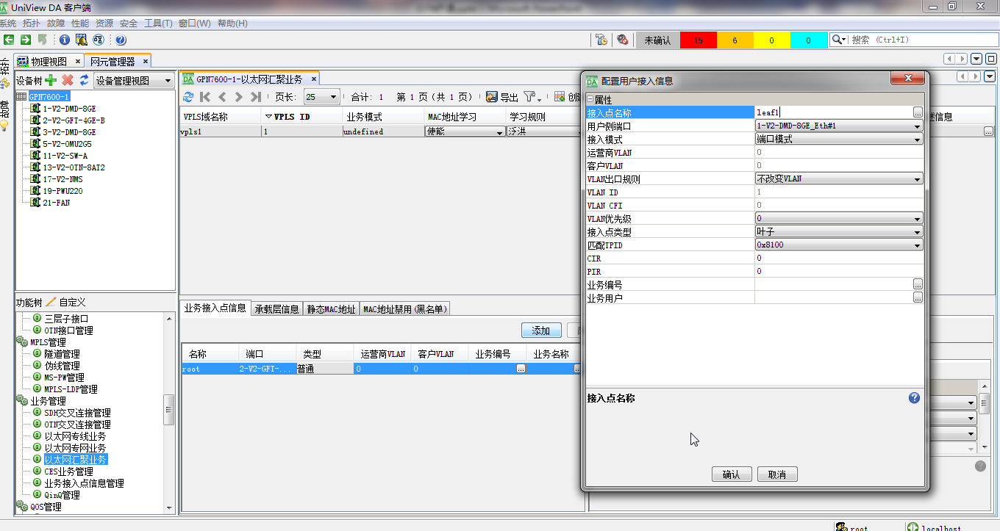 UniView DA 客户端
系统 拓扑 故障 性能 资源 安全 工具(T) 窗口(W) 帮助(H)
未确认 15 6 0 0 搜索 (Ctrl+I)
物理视图 × 网元管理器 ×
设备树 设备管理视图
GPN7600-1
1-V2-DMD-8GE
2-V2-GFT-4GE-B
3-V2-DMD-8GE
5-V2-OMU2G5
11-V2-SW-A
13-V2-OTN-8AT2
17-V2-NMS
19-PWU220
21-FAN
功能树 自定义
三层子接口
OTN接口管理
MPLS管理
隧道管理
伪线管理
MS-PW管理
MPLS-LDP管理
业务管理
SDH交叉连接管理
OTN交叉连接管理
以太网专线业务
以太网专网业务
以太网汇聚业务
CES业务管理
业务接入点信息管理
QinQ管理
QOS管理
GPN7600-1-以太网汇聚业务 ×
页长: 25 合计: 1 第 1 页(共 1 页) 导出
VPLS域名称 VPLS ID 业务模式 MAC地址学习 学习规则
vpls1 1 undefined 使能 泛洪
业务接入点信息 承载层信息 静态MAC地址 MAC地址禁用(黑名单)
添加
名称 端口 类型 运营商VLAN 客户VLAN 业务编号 业务名称
root 2-V2-GFT-... 普通 0 0 ...
配置用户接入信息
属性
接入点名称 leaf1
用户侧端口 1-V2-DMD-8GE_Eth#1
接入模式 端口模式
运营商VLAN 0
客户VLAN 0
VLAN出口规则 不改变VLAN
VLAN ID 1
VLAN CFI 0
VLAN优先级 0
接入点类型 叶子
匹配TPID 0x8100
CIR 0
PIR 0
业务编号 ...
业务用户 ...
接入点名称
确认 取消
信息
root localhost